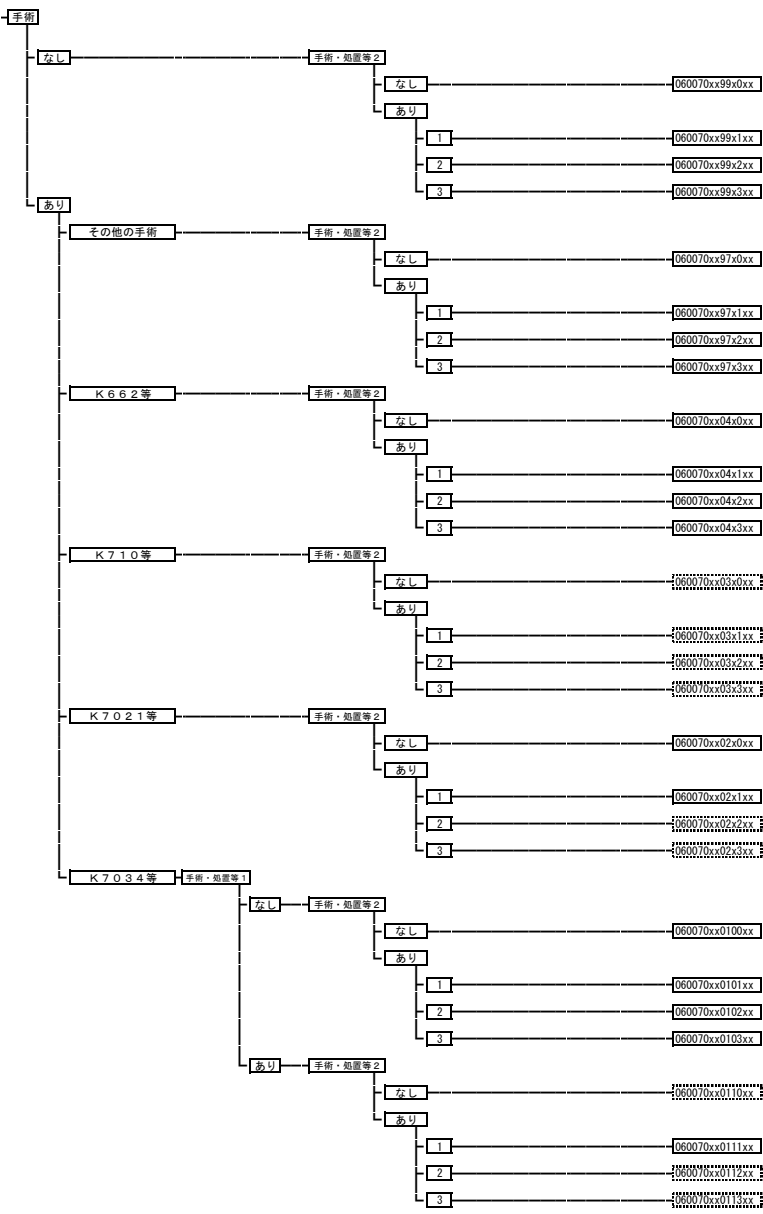 手術
なし
手術・処置等2
なし
060070xx99x0xx
あり
1
060070xx99x1xx
2
060070xx99x2xx
3
060070xx99x3xx
あり
その他の手術
手術・処置等2
なし
060070xx97x0xx
あり
1
060070xx97x1xx
2
060070xx97x2xx
3
060070xx97x3xx
K662等
手術・処置等2
なし
060070xx04x0xx
あり
1
060070xx04x1xx
2
060070xx04x2xx
3
060070xx04x3xx
K710等
手術・処置等2
なし
060070xx03x0xx
あり
1
060070xx03x1xx
2
060070xx03x2xx
3
060070xx03x3xx
K7021等
手術・処置等2
なし
060070xx02x0xx
あり
1
060070xx02x1xx
2
060070xx02x2xx
3
060070xx02x3xx
K7034等
手術・処置等1
なし
手術・処置等2
なし
060070xx0100xx
あり
1
060070xx0101xx
2
060070xx0102xx
3
060070xx0103xx
あり
手術・処置等2
なし
060070xx0110xx
あり
1
060070xx0111xx
2
060070xx0112xx
3
060070xx0113xx